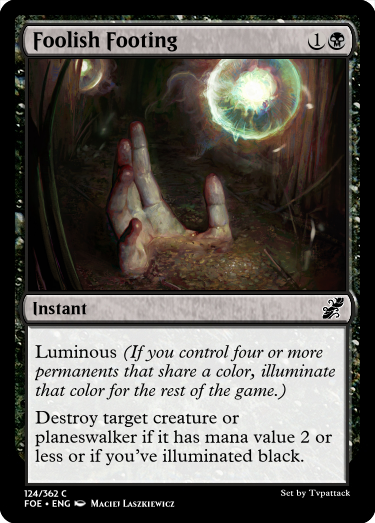 Foolish Footing 1
Instant
Luminous (If you control four or more
permanents that share a color, illuminate
that color for the rest of the game.)
Destroy target creature or
planeswalker if it has mana value 2 or
less or if you've illuminated black.
124/362 C
FOE • ENG Maciej Laszkiewicz
Set by Tvpattack